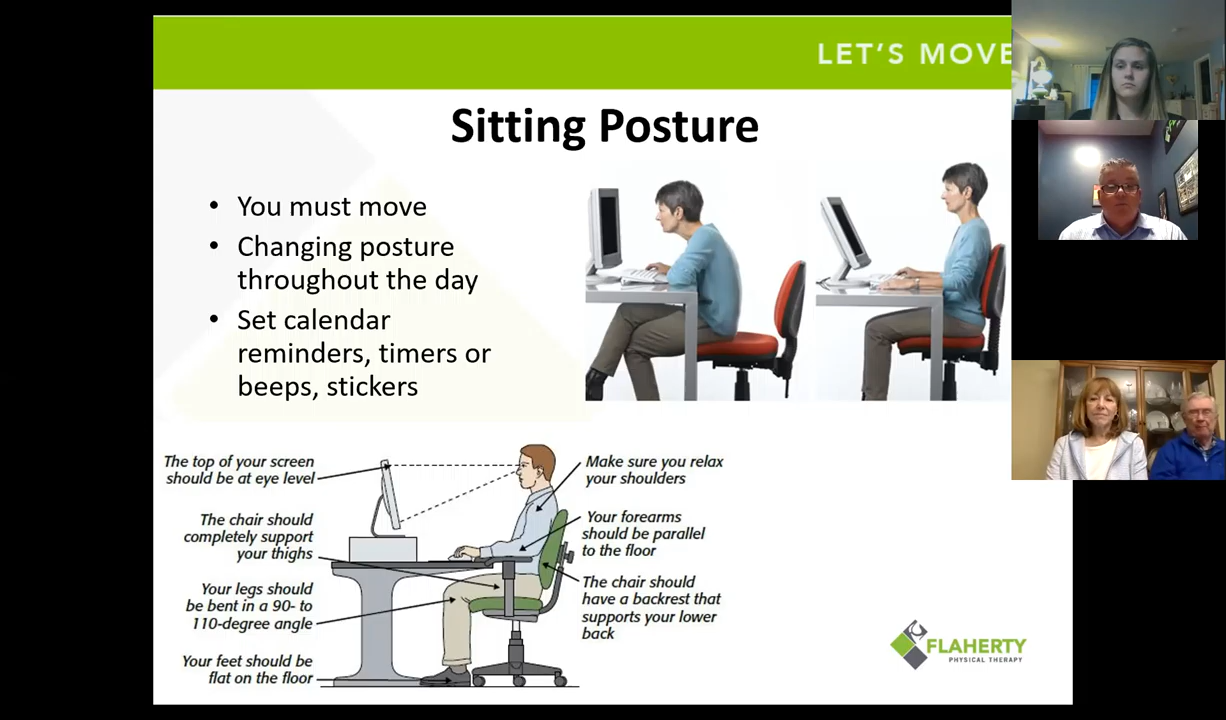 LET'S MOVE
Sitting Posture
• You must move
• Changing posture
throughout the day
• Set calendar
reminders, timers or
beeps, stickers
The top of your screen
should be at eye level
The chair should
completely support
your thighs
Your legs should
be bent in a 90- to
110-degree angle
Your feet should be
flat on the floor
Make sure you relax
your shoulders
Your forearms
should be parallel
to the floor
The chair should
have a backrest that
supports your lower
back
FLAHERTY
PHYSICAL THERAPY